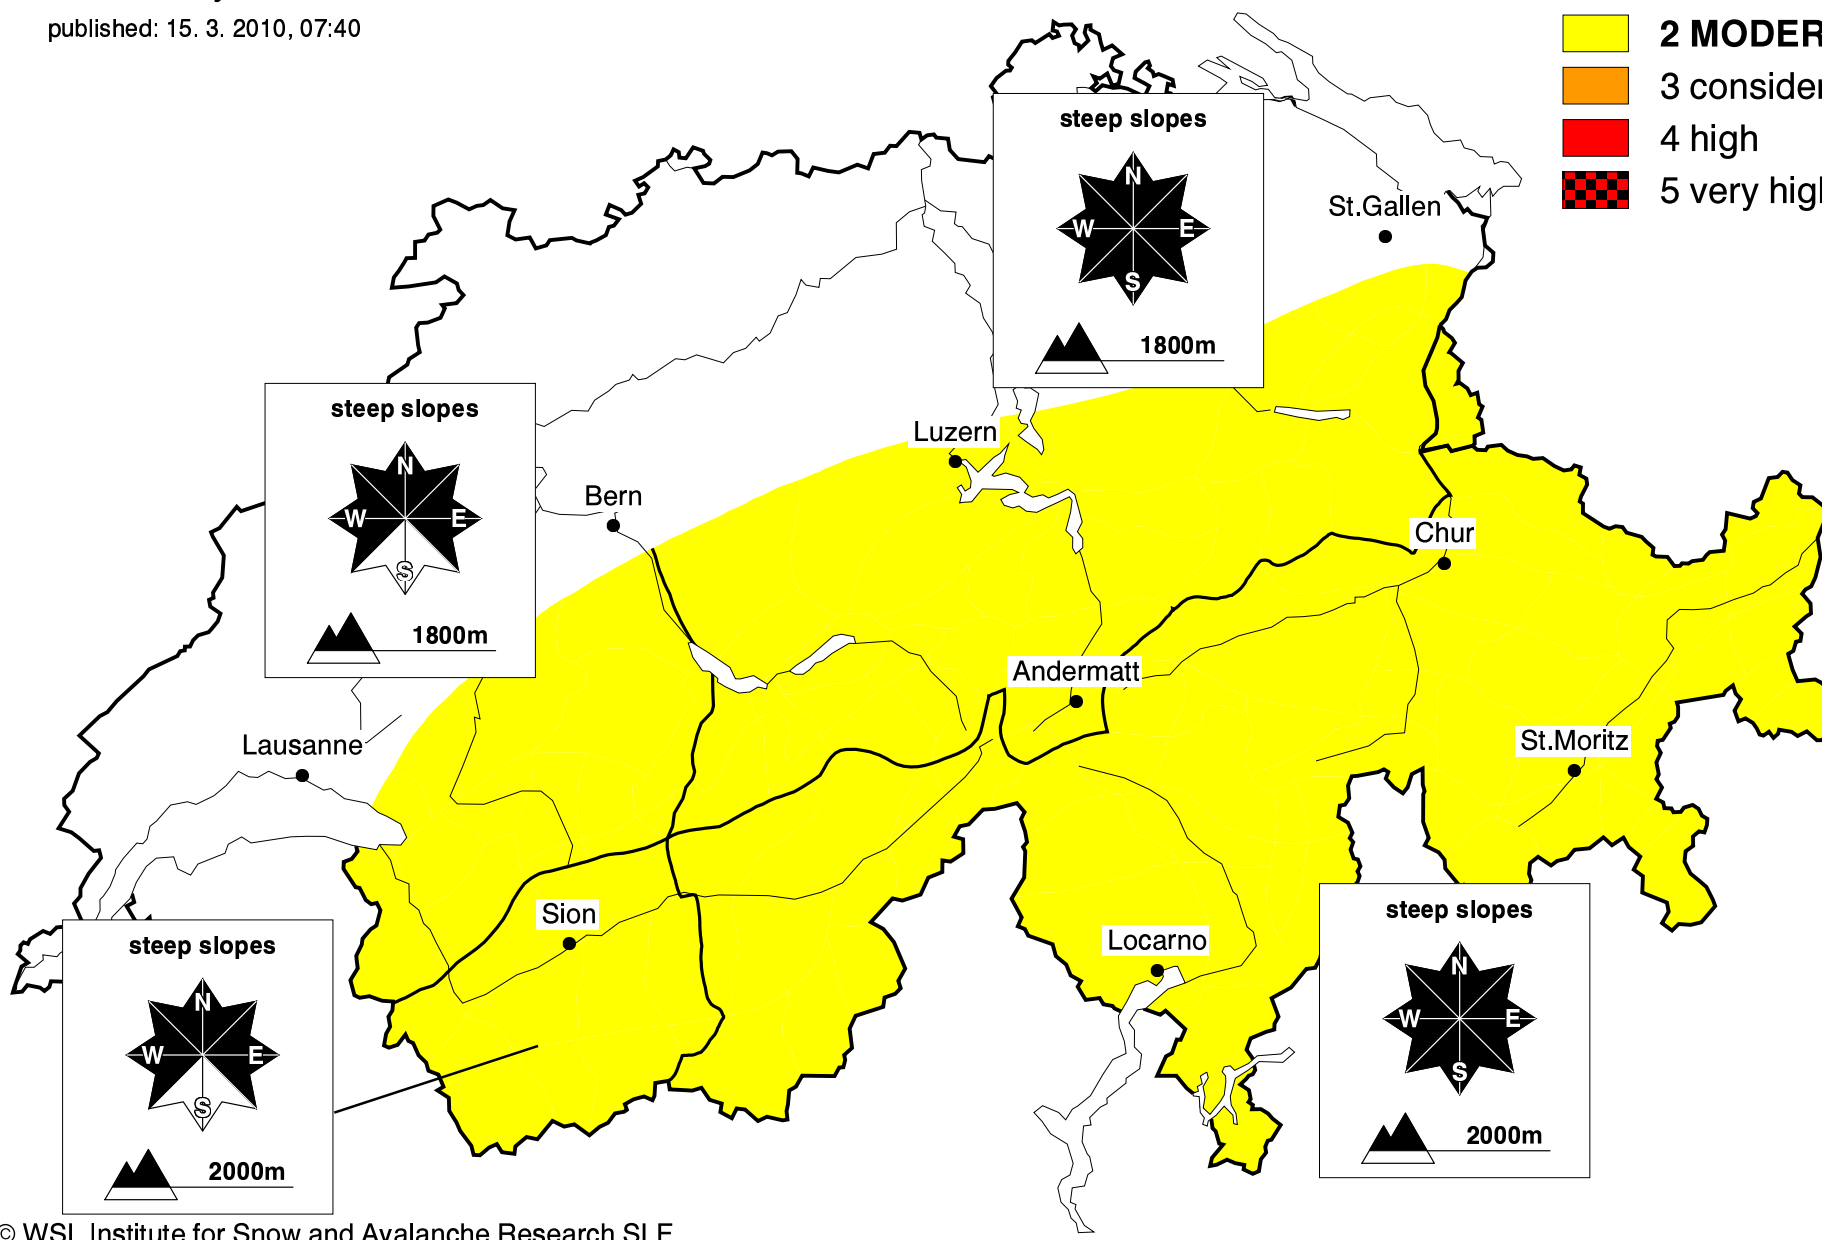 published: 15. 3. 2010, 07:40
2 MODER
3 consider
4 high
5 very high
steep slopes
N
W E
S
1800m
St.Gallen
steep slopes
N
W E
S
1800m
Luzern
Bern
Chur
Andermatt
Lausanne
St.Moritz
Sion
Locarno
steep slopes
N
W E
S
2000m
steep slopes
N
W E
S
2000m
© WSL Institute for Snow and Avalanche Research SLF